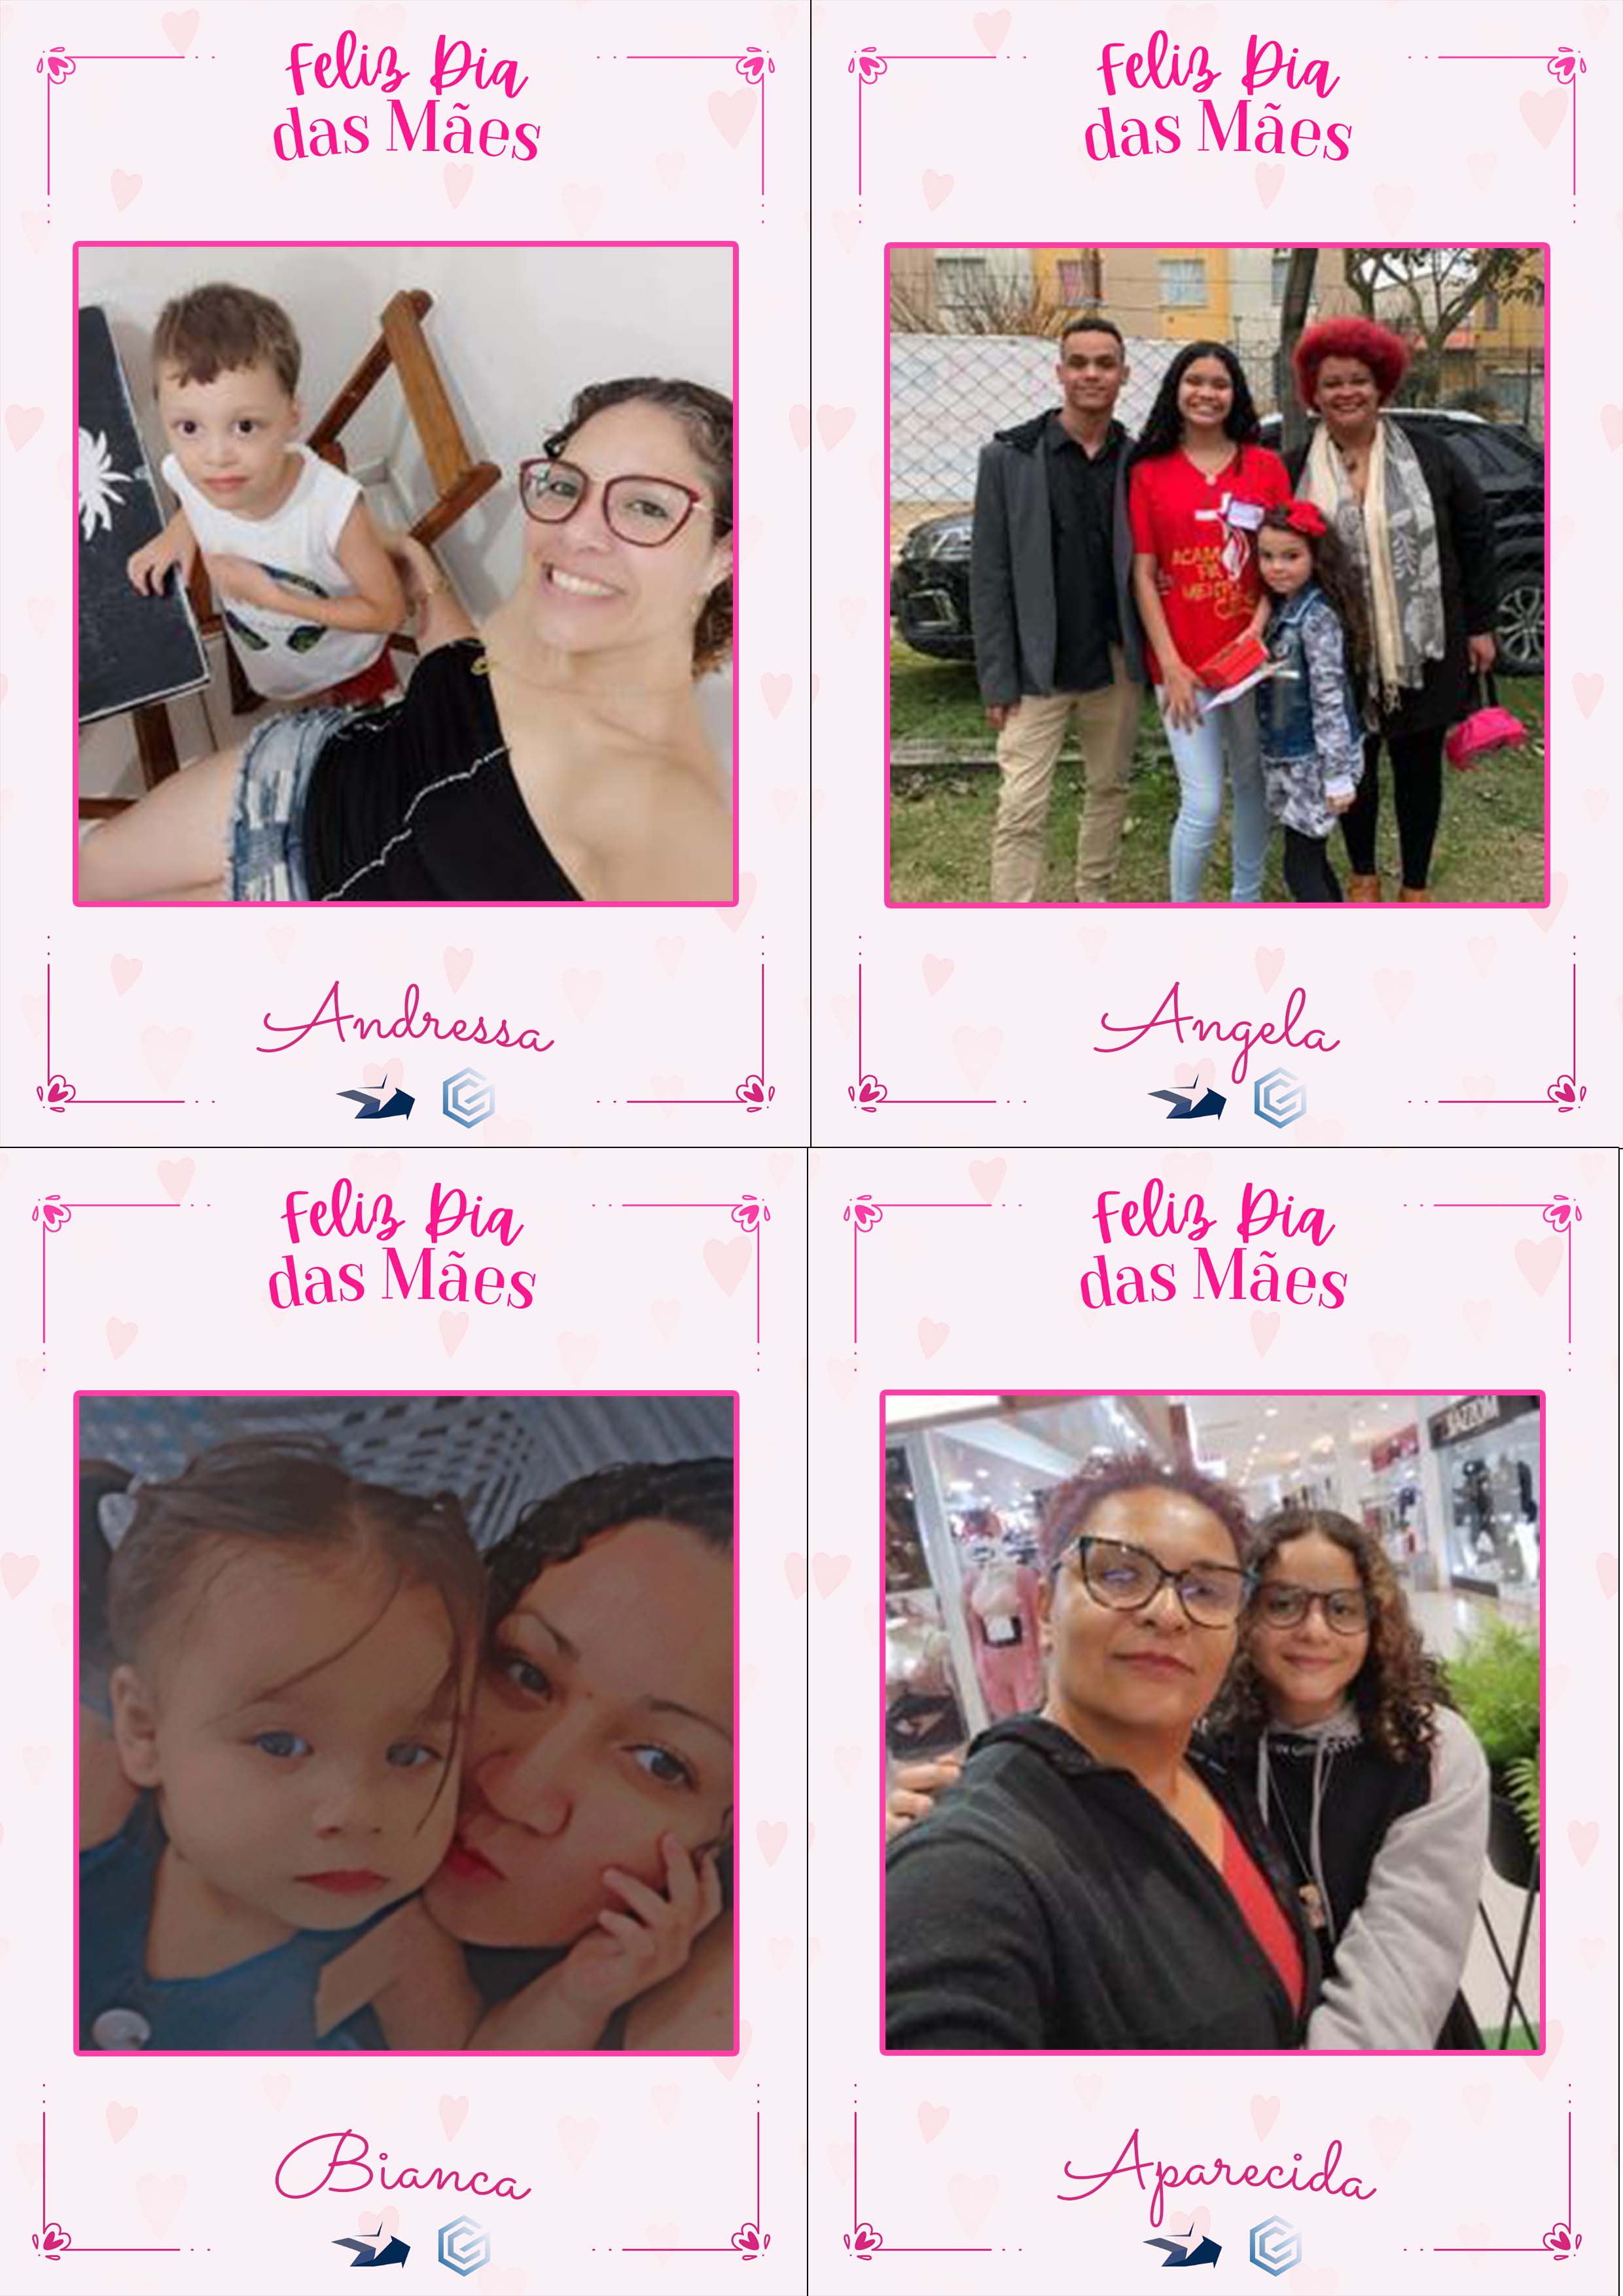 Feliz Dia
das Mães
Andressa
Feliz Dia
das Mães
Angela
Feliz Dia
das Mães
Bianca
Feliz Dia
das Mães
Aparecida